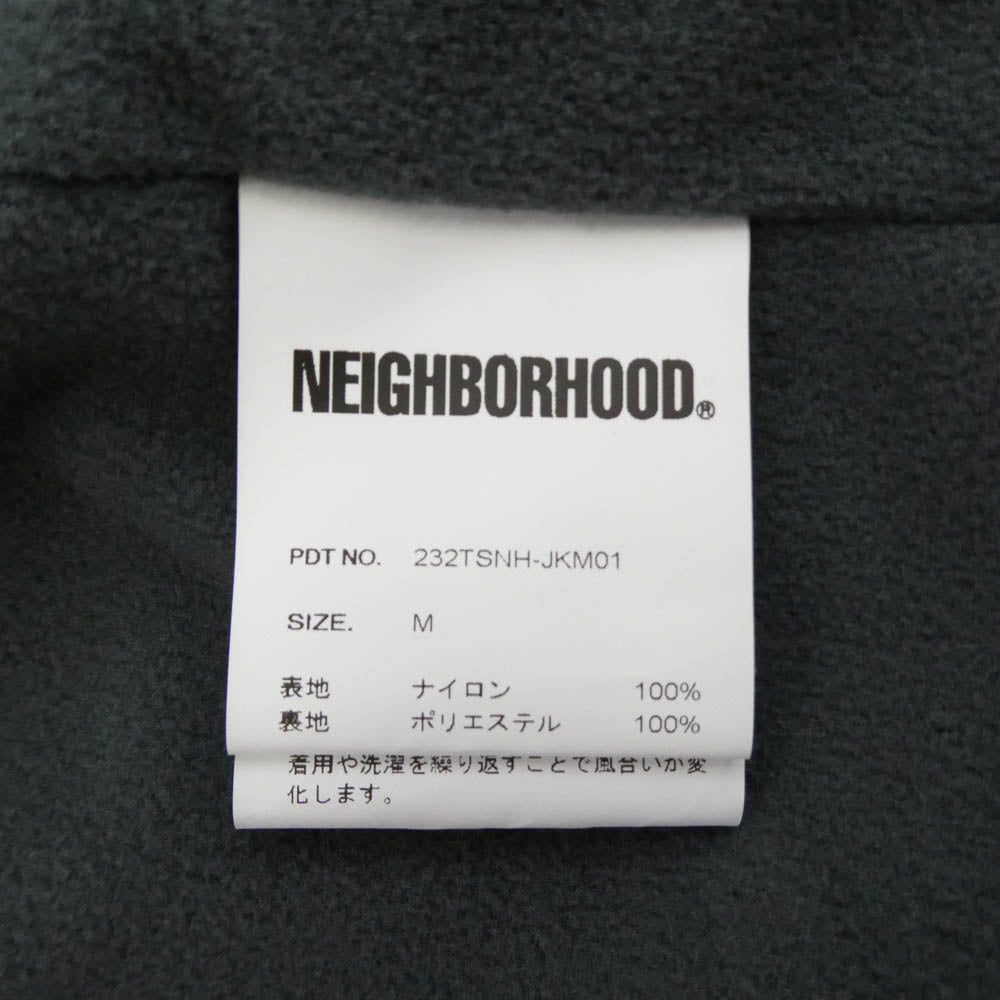 NEIGHBORHOOD®
PDT NO. 232TSNH-JKM01
SIZE. M
表地 ナイロン 100%
裏地 ポリエステル 100%
着用や洗濯を繰り返すことで風合いが変
化します。